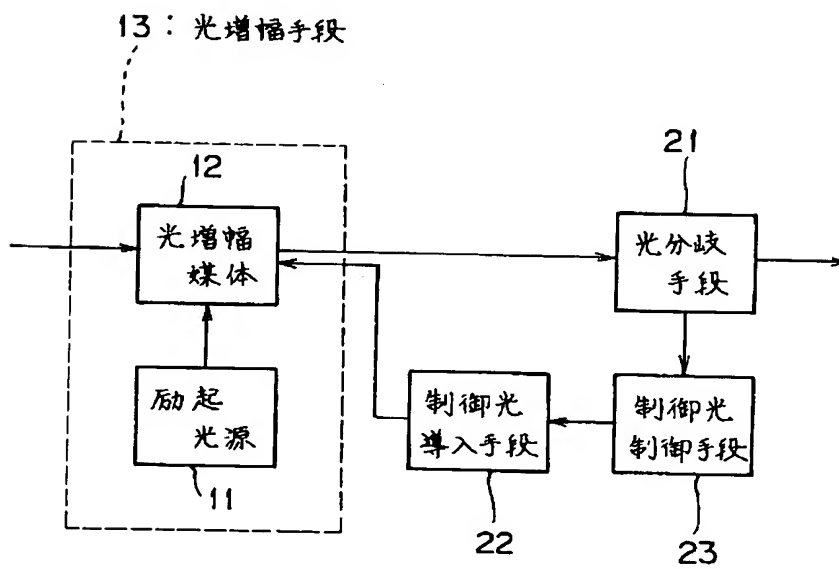 13：光増幅手段
12
光増幅
媒体
励起
光源
11
21
光分岐
手段
制御光
導入手段
22
制御光
制御手段
23